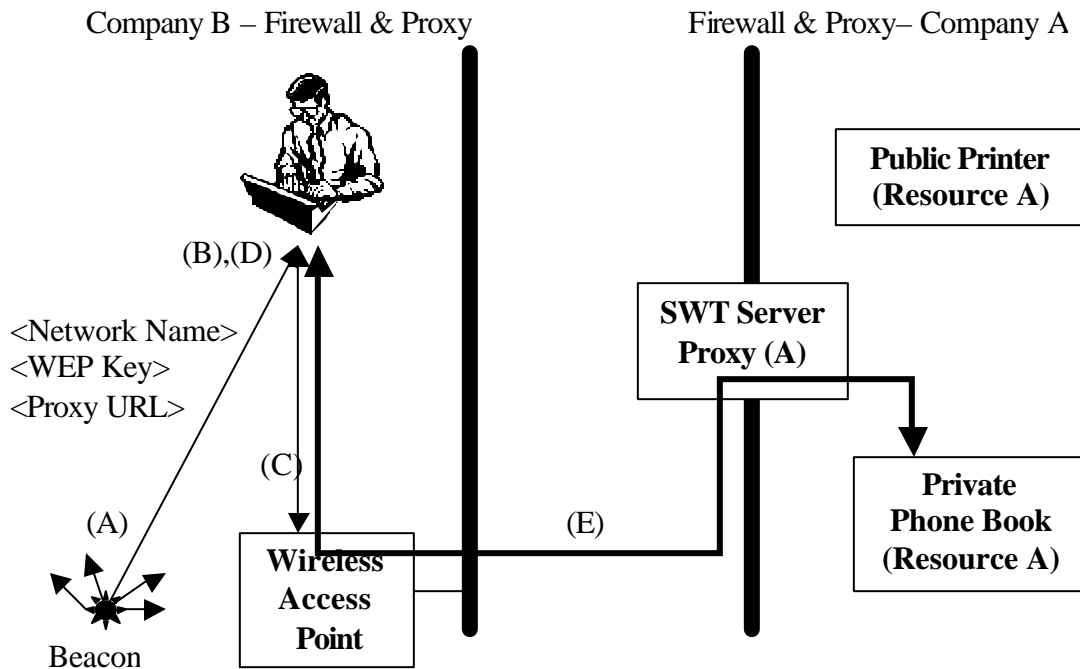 Company B – Firewall & Proxy
Firewall & Proxy– Company A
Public Printer
(Resource A)
(B),(D)
<Network Name>
<WEP Key>
<Proxy URL>
SWT Server
Proxy (A)
(C)
(A)
(E)
Private
Phone Book
(Resource A)
Wireless
Access
Point
Beacon